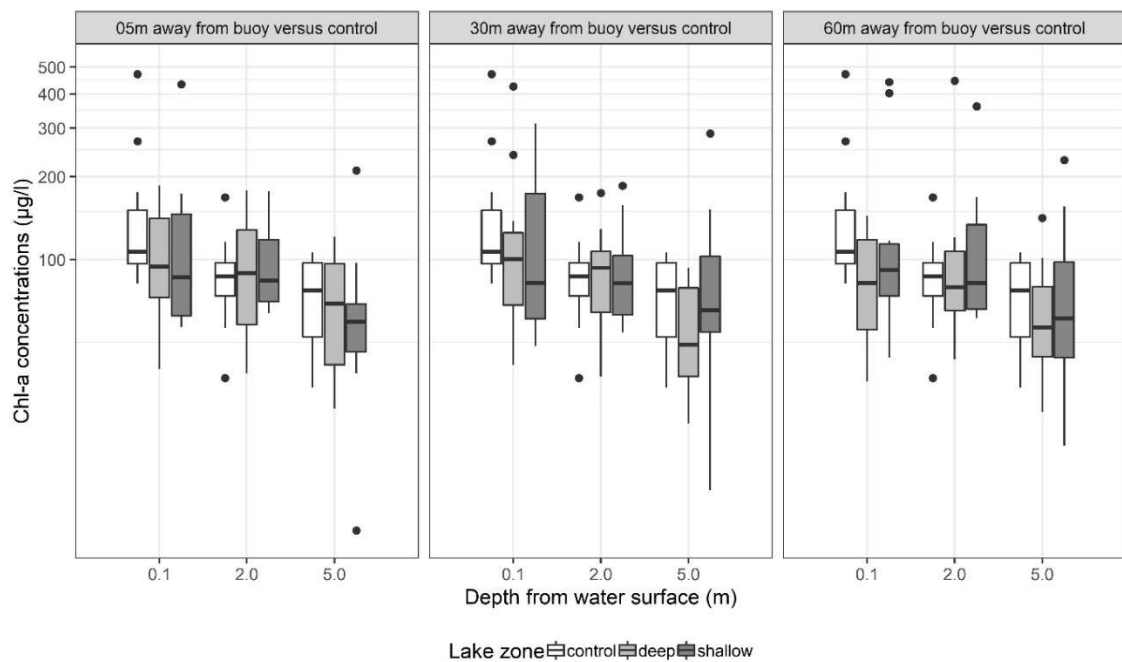 05m away from buoy versus control
30m away from buoy versus control
60m away from buoy versus control
500
400
300
200
100
Chl-a concentrations (µg/l)
0.1 2.0 5.0
0.1 2.0 5.0
0.1 2.0 5.0
Depth from water surface (m)
Lake zone control deep shallow